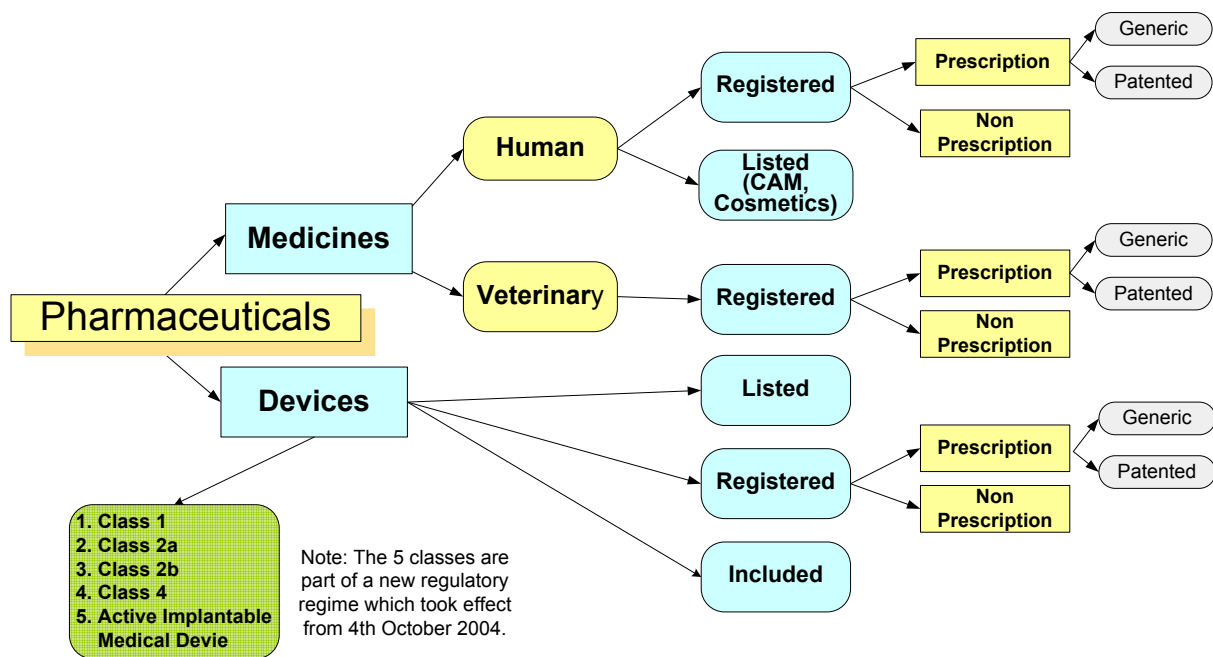 Pharmaceuticals
Medicines
Human
Registered
Prescription
Generic
Patented
Non
Prescription
Listed
(CAM,
Cosmetics)
Veterinary
Registered
Prescription
Generic
Patented
Non
Prescription
Devices
Listed
Registered
Prescription
Generic
Patented
Non
Prescription
Included
1. Class 1
2. Class 2a
3. Class 2b
4. Class 4
5. Active Implantable
Medical Devie
Note: The 5 classes are
part of a new regulatory
regime which took effect
from 4th October 2004.